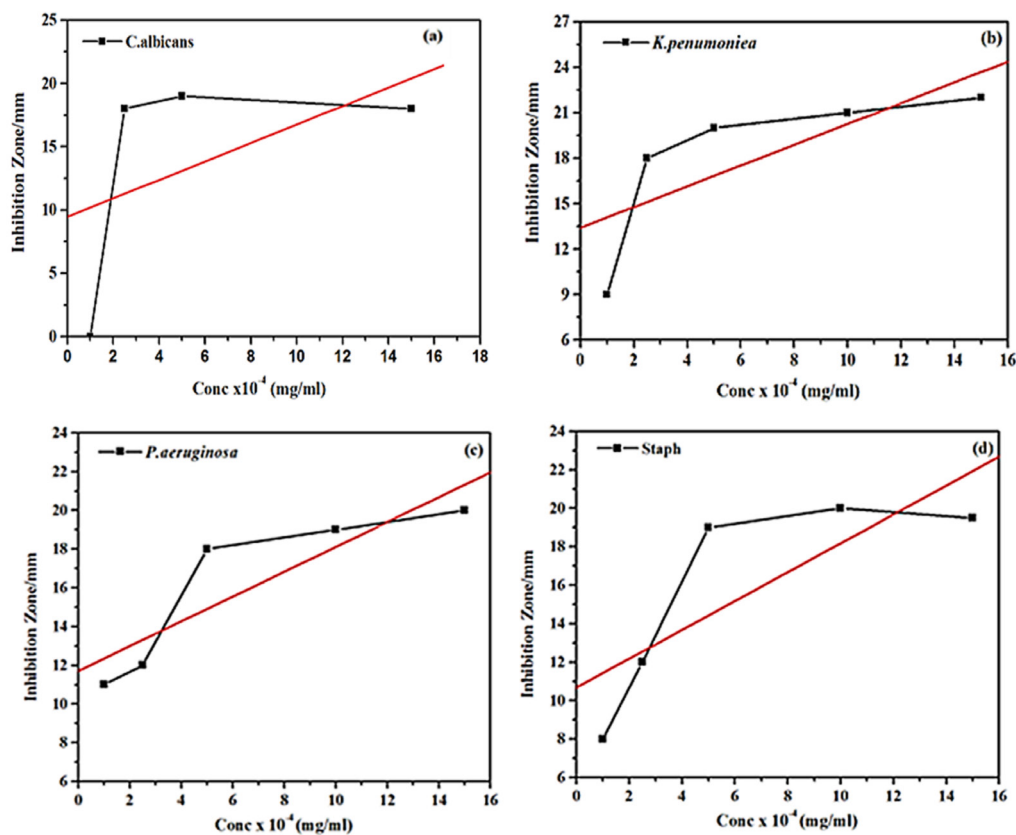 25
20
15
10
5
0
Inhibition Zone/mm
C.albicans
(a)
0 2 4 6 8 10 12 14 16 18
Conc x10⁻⁴ (mg/ml)
27
24
21
18
15
12
9
6
Inhibition Zone/mm
K.penumoniea
(b)
0 2 4 6 8 10 12 14 16
Conc x 10⁻⁴ (mg/ml)
24
22
20
18
16
14
12
10
8
6
Inhibition Zone/mm
P.aeruginosa
(c)
0 2 4 6 8 10 12 14 16
Conc x 10⁻⁴ (mg/ml)
24
22
20
18
16
14
12
10
8
6
Inhibition Zone/mm
Staph
(d)
0 2 4 6 8 10 12 14 16
Conc x 10⁻⁴ (mg/ml)